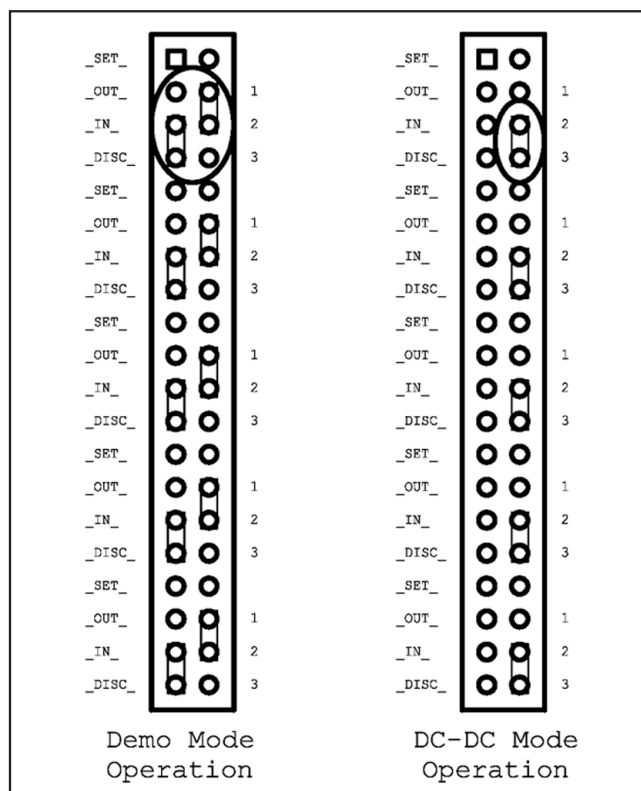 _SET_ _SET_
_OUT_ 1 _OUT_ 1
_IN_ 2 _IN_ 2
_DISC_ 3 _DISC_ 3
_SET_ _SET_
_OUT_ 1 _OUT_ 1
_IN_ 2 _IN_ 2
_DISC_ 3 _DISC_ 3
_SET_ _SET_
_OUT_ 1 _OUT_ 1
_IN_ 2 _IN_ 2
_DISC_ 3 _DISC_ 3
_SET_ _SET_
_OUT_ 1 _OUT_ 1
_IN_ 2 _IN_ 2
_DISC_ 3 _DISC_ 3
_SET_ _SET_
_OUT_ 1 _OUT_ 1
_IN_ 2 _IN_ 2
_DISC_ 3 _DISC_ 3
Demo Mode DC-DC Mode
Operation Operation